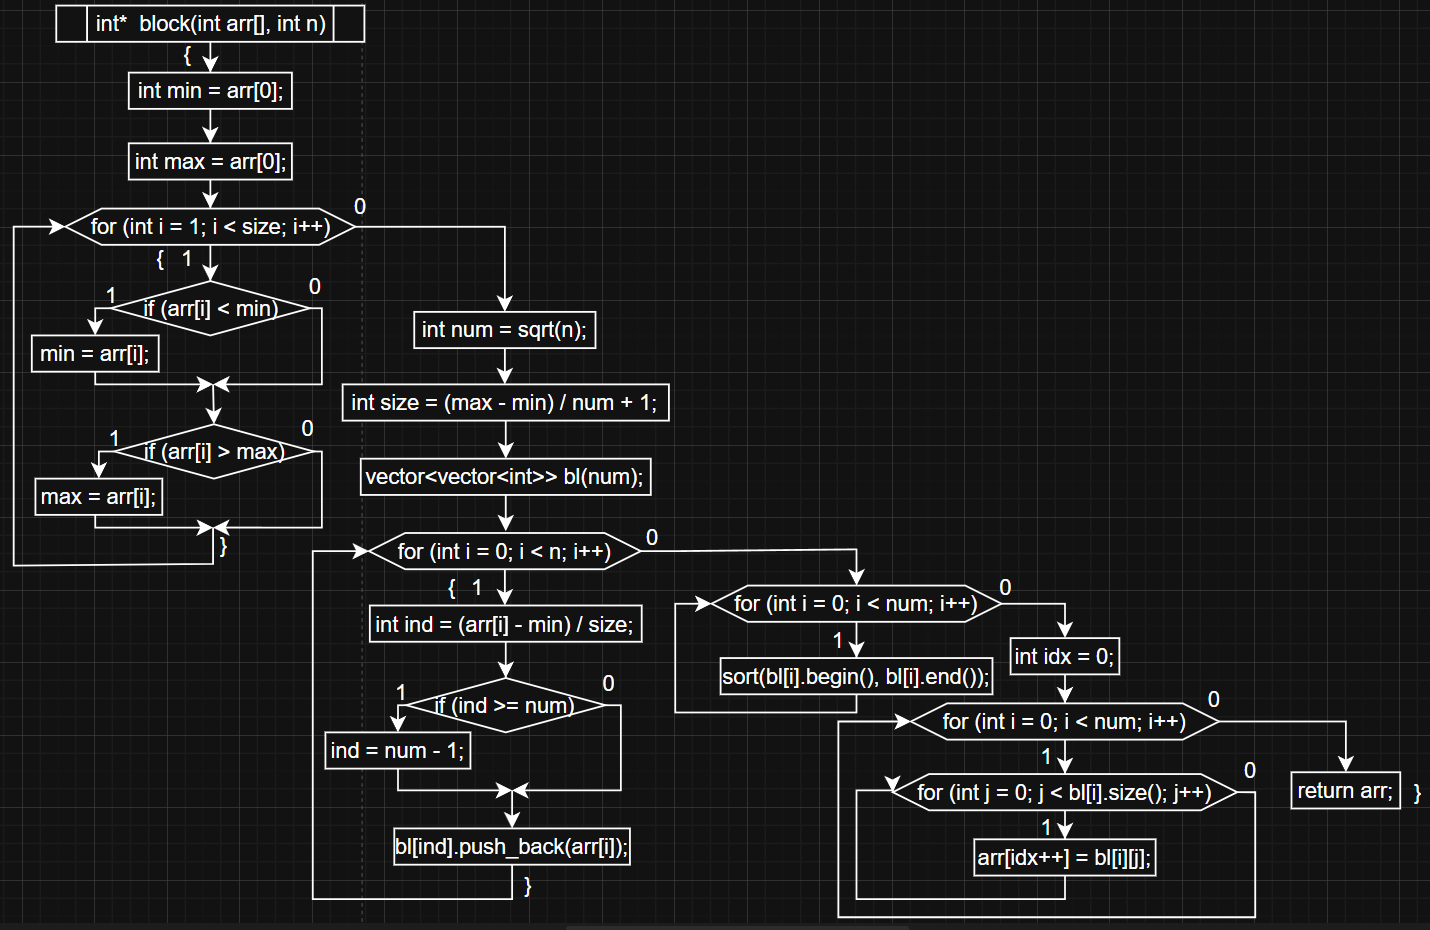 int*  block(int arr[], int n)
{
int min = arr[0];
int max = arr[0];
for (int i = 1; i < size; i++)
0
{
1
if (arr[i] < min)
1
0
min = arr[i];
if (arr[i] > max)
1
0
max = arr[i];
}
int num = sqrt(n);
int size = (max - min) / num + 1;
vector<vector<int>> bl(num);
for (int i = 0; i < n; i++)
0
{
1
int ind = (arr[i] - min) / size;
if (ind >= num)
1
0
ind = num - 1;
bl[ind].push_back(arr[i]);
}
for (int i = 0; i < num; i++)
0
1
sort(bl[i].begin(), bl[i].end());
int idx = 0;
for (int i = 0; i < num; i++)
0
1
for (int j = 0; j < bl[i].size(); j++)
0
1
arr[idx++] = bl[i][j];
return arr;
}